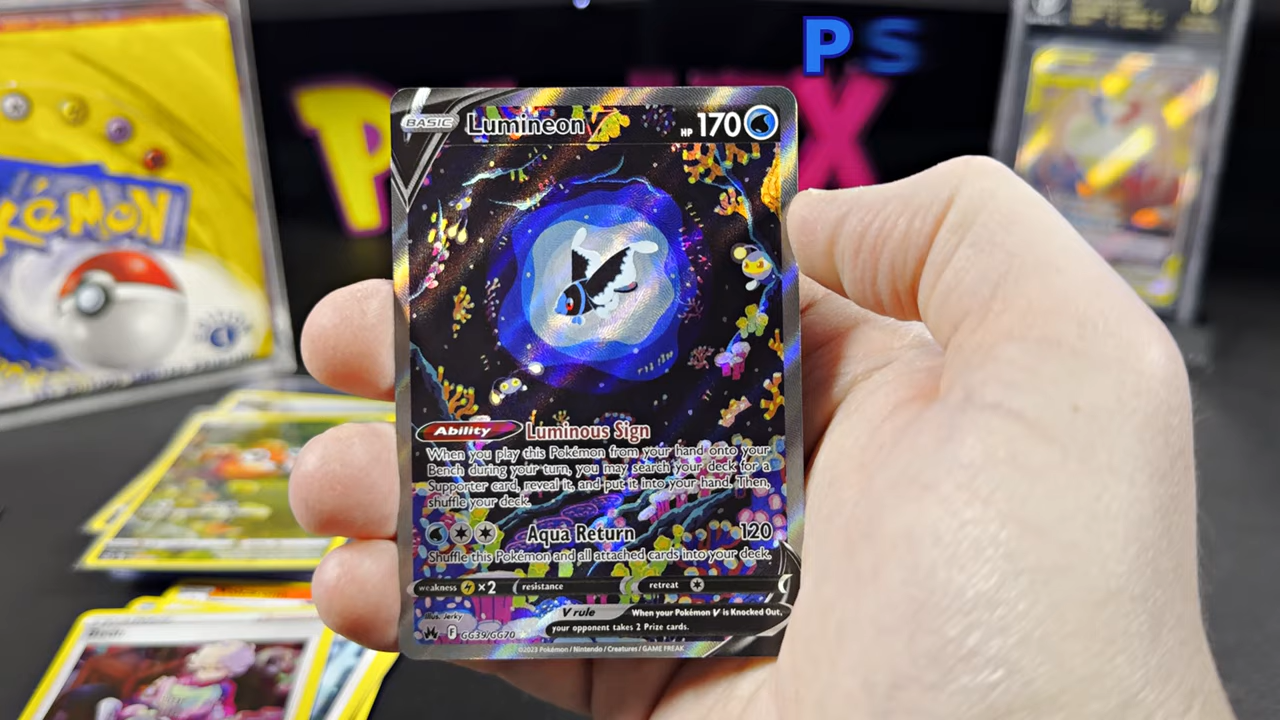 PS
BASIC Lumineon V HP 170
Ability Luminous Sign
When you play this Pokémon from your hand onto your
Bench during your turn, you may search your deck for a
Supporter card, reveal it, and put it into your hand. Then,
shuffle your deck.
Aqua Return 120
Shuffle this Pokémon and all attached cards into your deck.
weakness ×2 resistance retreat
Illus. Jerky
V rule When your Pokémon V is Knocked Out,
your opponent takes 2 Prize cards.
F GG39/GG70
©2023 Pokémon / Nintendo / Creatures / GAME FREAK